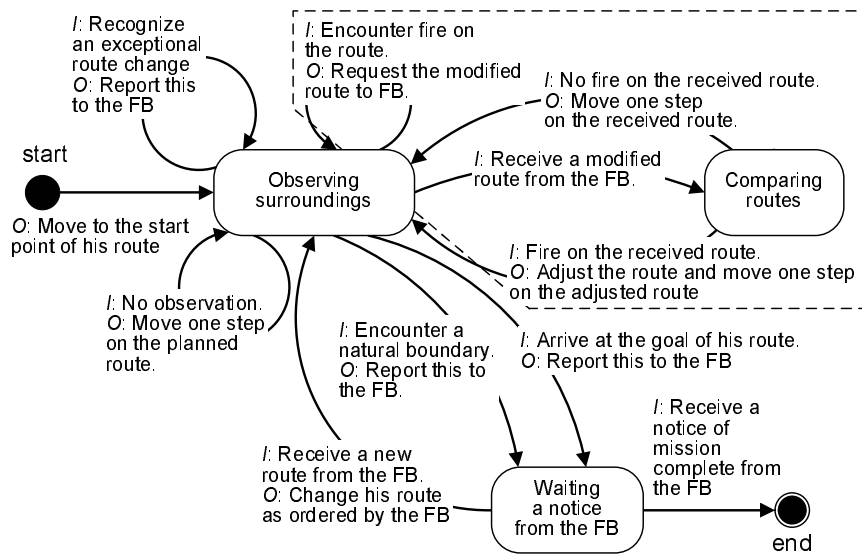 I: Recognize
an exceptional
route change
O: Report this
to the FB
I: Encounter fire on
the route.
O: Request the modified
route to FB.
I: No fire on the received route.
O: Move one step
on the received route.
start
Observing
surroundings
I: Receive a modified
route from the FB.
Comparing
routes
O: Move to the start
point of his route
I: Fire on the received route.
O: Adjust the route and move one step
on the adjusted route
I: No observation.
O: Move one step
on the planned
route.
I: Encounter a
natural boundary.
O: Report this to
the FB.
I: Arrive at the goal of his route.
O: Report this to the FB
I: Receive a new
route from the FB.
O: Change his route
as ordered by the FB
Waiting
a notice
from the FB
I: Receive a
notice of
mission
complete from
the FB
end